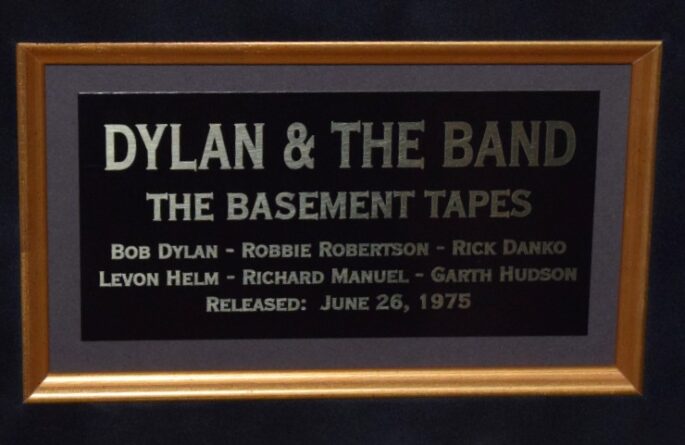 DYLAN & THE BAND
THE BASEMENT TAPES
BOB DYLAN - ROBBIE ROBERTSON - RICK DANKO
LEVON HELM - RICHARD MANUEL - GARTH HUDSON
RELEASED: JUNE 26, 1975